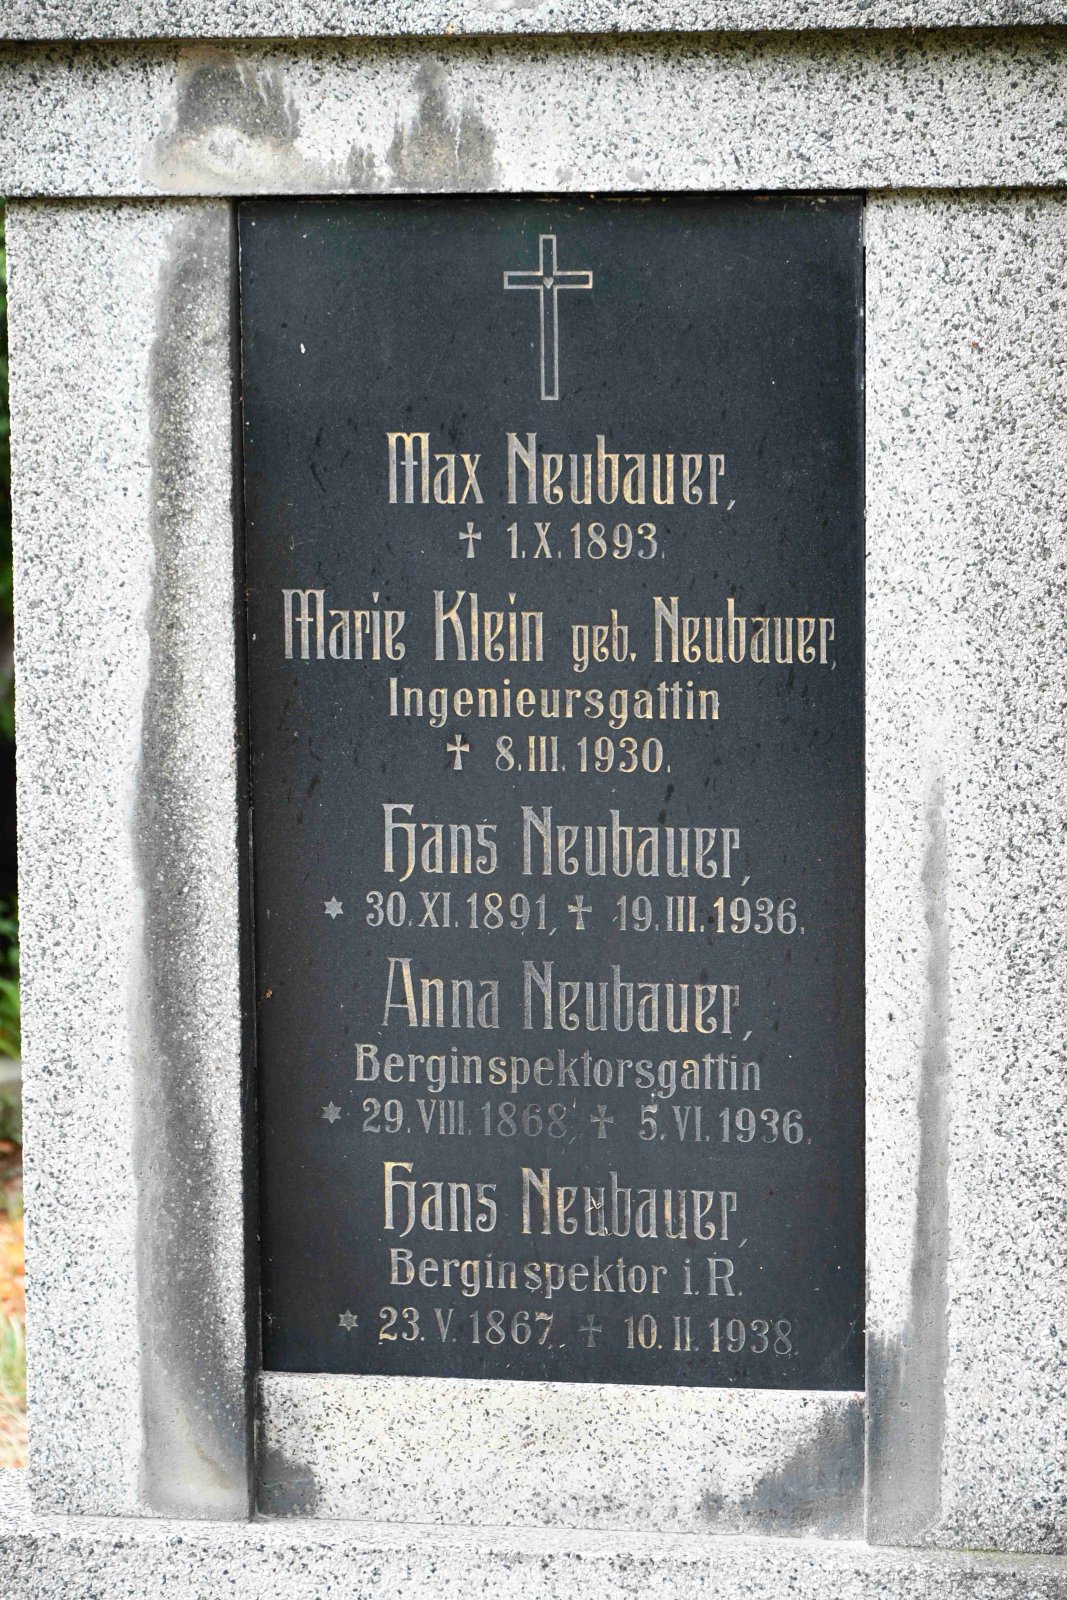 Max Neubauer,
✝ 1.X.1893.
Marie Klein geb. Neubauer,
Ingenieursgattin
✝ 8.III.1930.
Hans Neubauer,
✶ 30.XI.1891, ✝ 19.III.1936.
Anna Neubauer,
Berginspektorsgattin
✶ 29.VIII.1868, ✝ 5.VI.1936.
Hans Neubauer,
Berginspektor i.R.
✶ 23.V.1867, ✝ 10.II.1938.